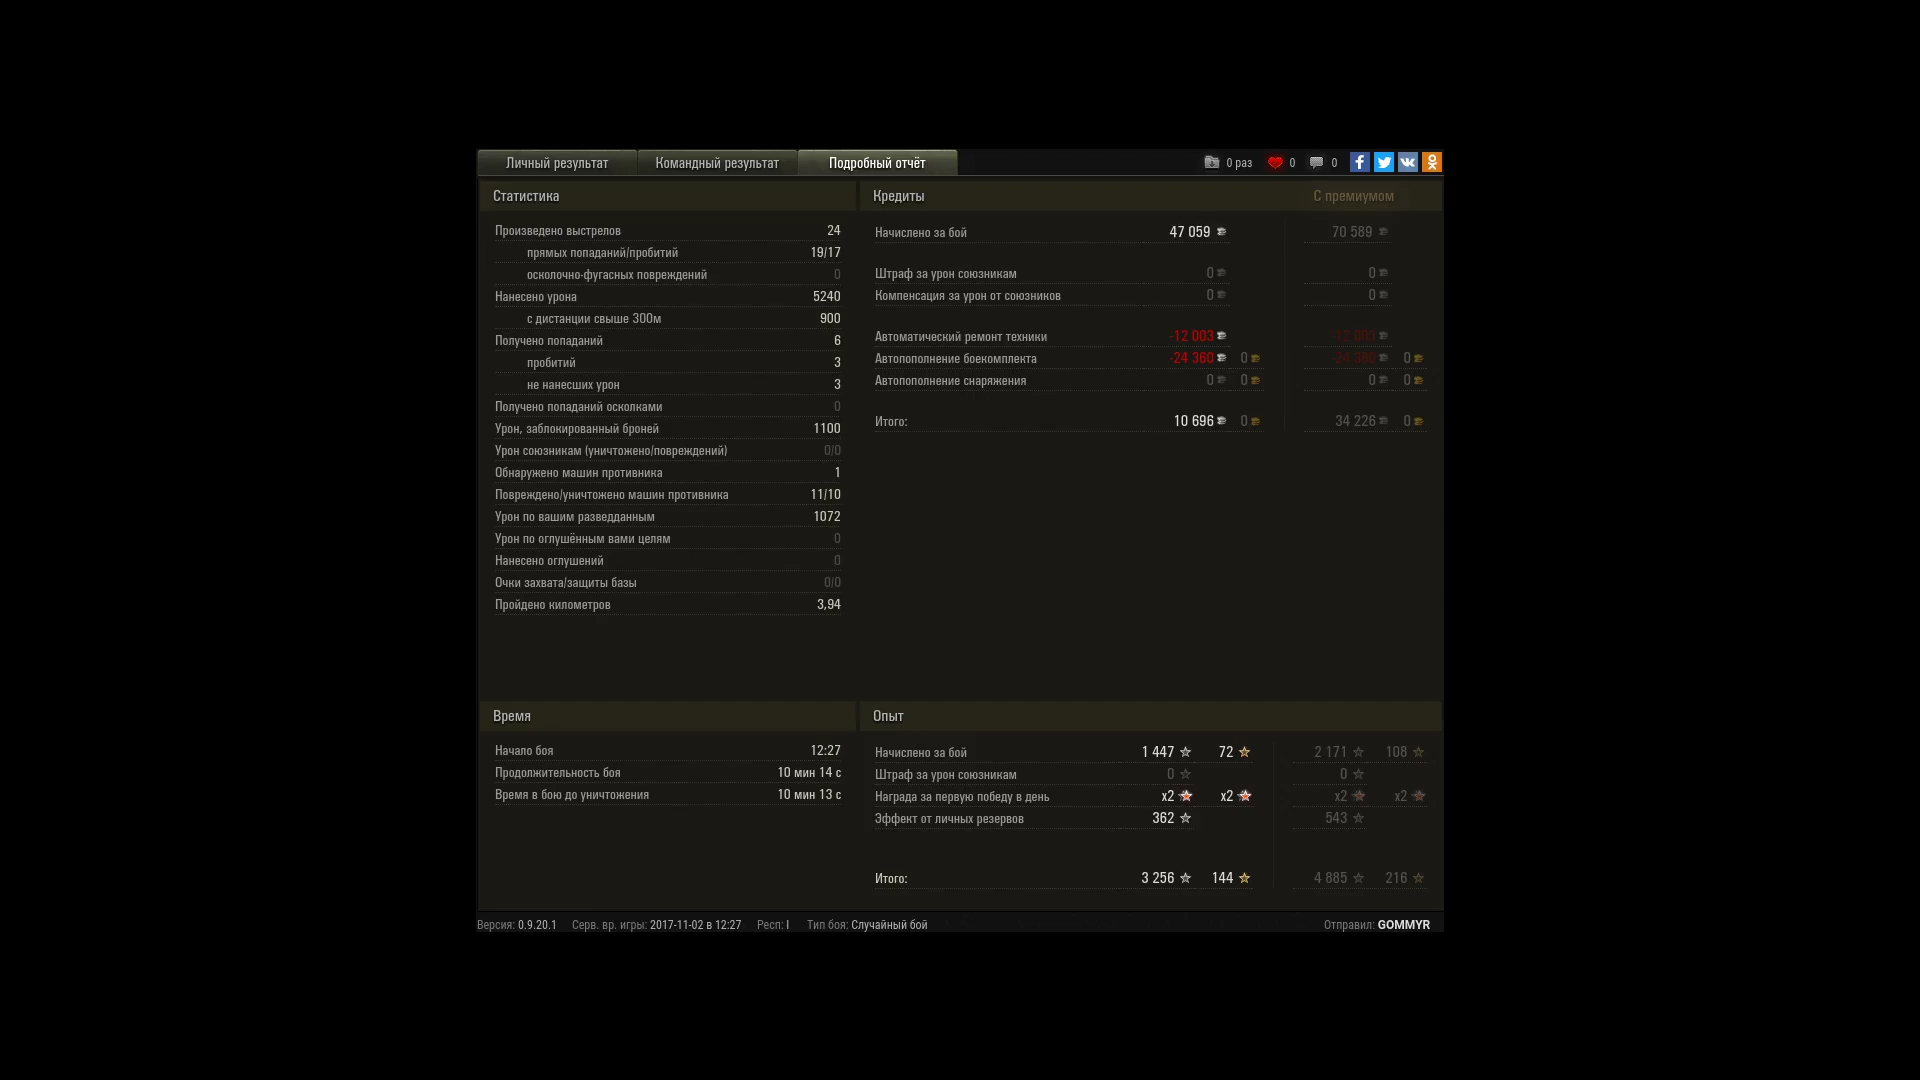 Личный результат
Командный результат
Подробный отчёт
0 раз
0
0
Статистика
Произведено выстрелов 24
прямых попаданий/пробитий 19/17
осколочно-фугасных повреждений 0
Нанесено урона 5240
с дистанции свыше 300м 900
Получено попаданий 6
пробитий 3
не нанесших урон 3
Получено попаданий осколками 0
Урон, заблокированный броней 1100
Урон союзникам (уничтожено/повреждений) 0/0
Обнаружено машин противника 1
Повреждено/уничтожено машин противника 11/10
Урон по вашим разведданным 1072
Урон по оглушённым вами целям 0
Нанесено оглушений 0
Очки захвата/защиты базы 0/0
Пройдено километров 3,94
Кредиты С премиумом
Начислено за бой 47 059 70 589
Штраф за урон союзникам 0 0
Компенсация за урон от союзников 0 0
Автоматический ремонт техники -12 003 -12 003
Автопополнение боекомплекта -24 360 0 -24 360 0
Автопополнение снаряжения 0 0 0 0
Итого: 10 696 0 34 226 0
Время
Начало боя 12:27
Продолжительность боя 10 мин 14 с
Время в бою до уничтожения 10 мин 13 с
Опыт
Начислено за бой 1 447 72 2 171 108
Штраф за урон союзникам 0 0
Награда за первую победу в день x2 x2 x2 x2
Эффект от личных резервов 362 543
Итого: 3 256 144 4 885 216
Версия: 0.9.20.1 Серв. вр. игры: 2017-11-02 в 12:27 Респ: I Тип боя: Случайный бой Отправил: GOMMYR